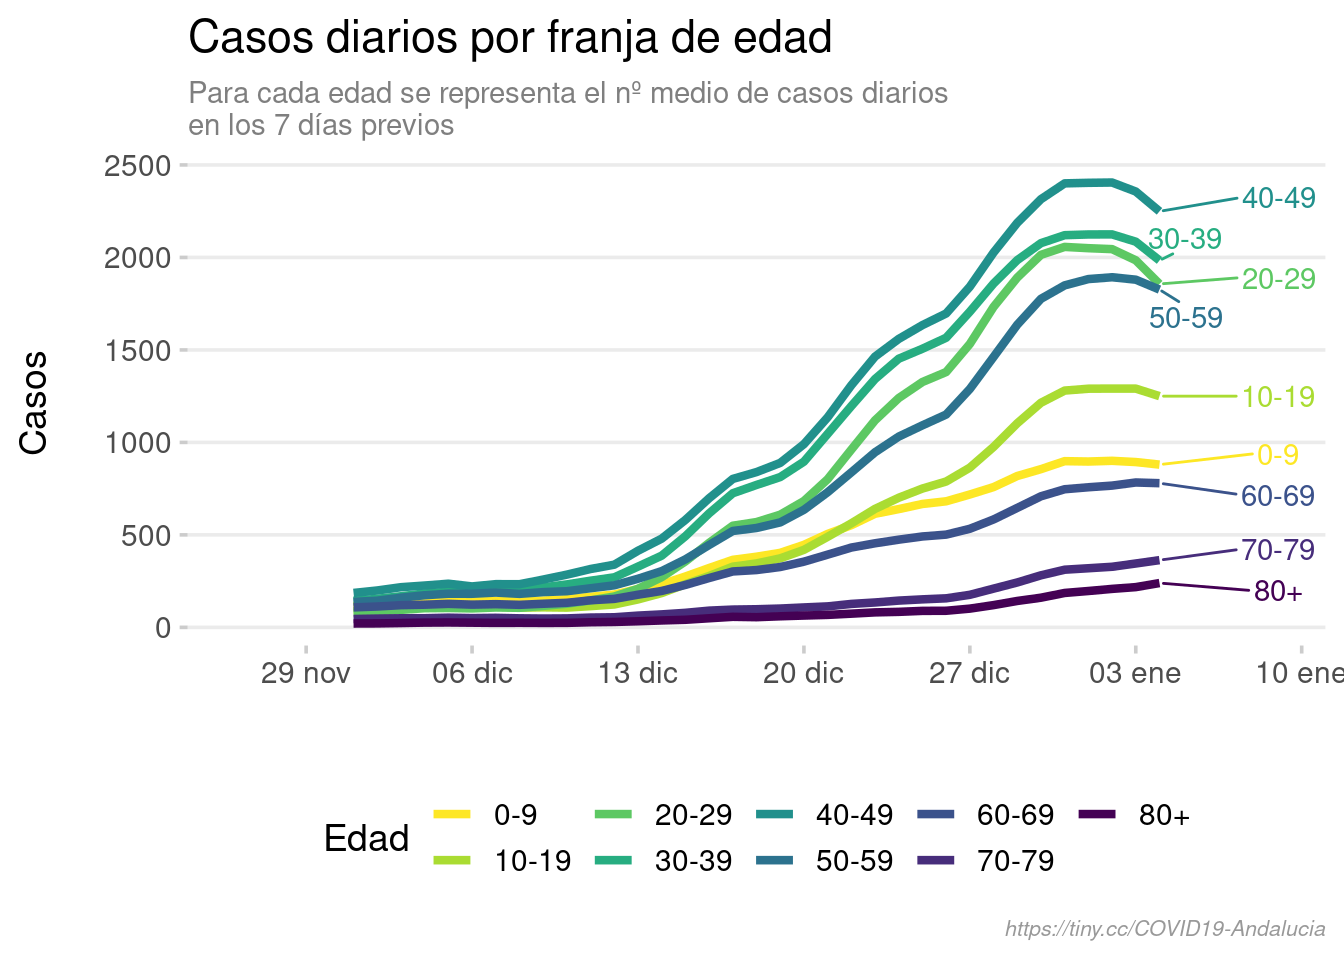 Casos diarios por franja de edad
Para cada edad se representa el nº medio de casos diarios
en los 7 días previos
Casos
2500
2000
1500
1000
500
0
40-49
30-39
20-29
50-59
10-19
0-9
60-69
70-79
80+
29 nov
06 dic
13 dic
20 dic
27 dic
03 ene
10 ene
Edad
0-9
20-29
40-49
60-69
80+
10-19
30-39
50-59
70-79
https://tiny.cc/COVID19-Andalucia